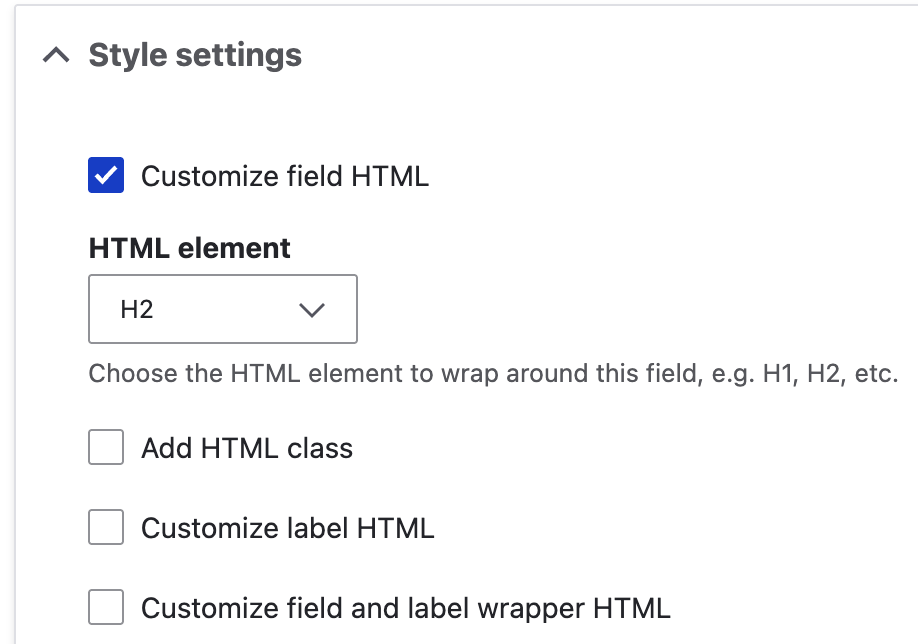 Style settings
Customize field HTML
HTML element
H2
Choose the HTML element to wrap around this field, e.g. H1, H2, etc.
Add HTML class
Customize label HTML
Customize field and label wrapper HTML